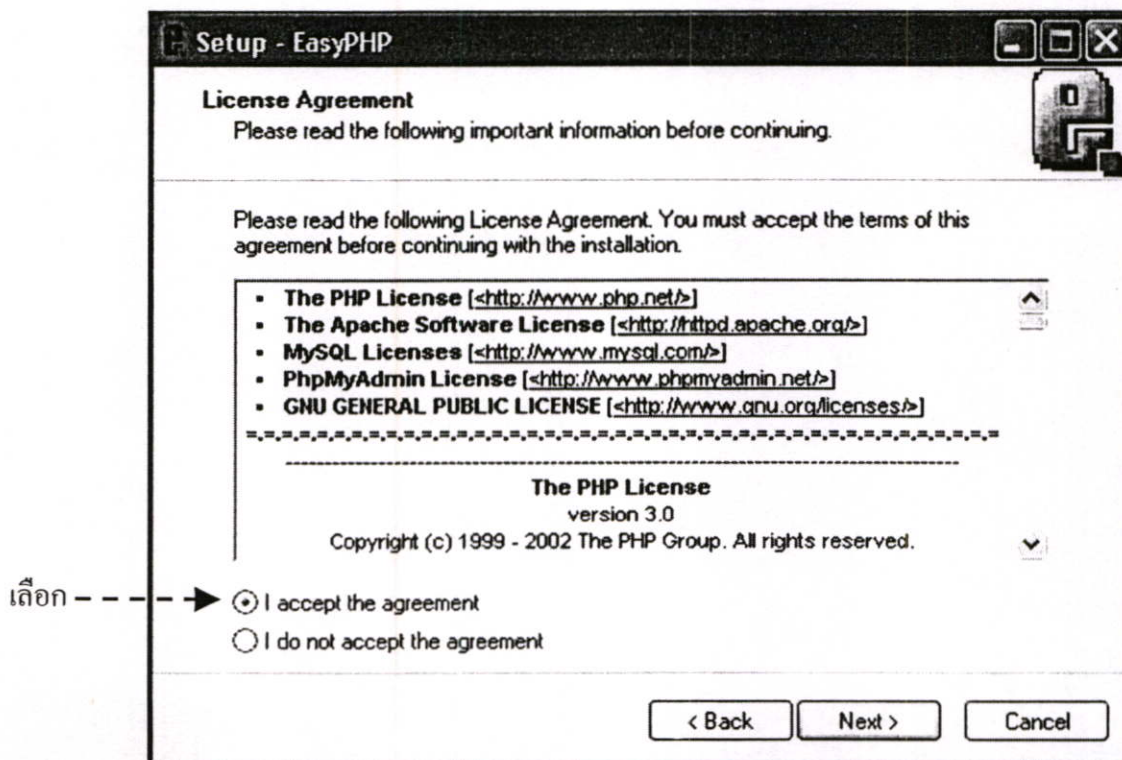 Setup - EasyPHP
License Agreement
Please read the following important information before continuing.
Please read the following License Agreement. You must accept the terms of this
agreement before continuing with the installation.
▪ The PHP License [<http://www.php.net/>]
▪ The Apache Software License [<http://httpd.apache.org/>]
▪ MySQL Licenses [<http://www.mysql.com/>]
▪ PhpMyAdmin License [<http://www.phpmyadmin.net/>]
▪ GNU GENERAL PUBLIC LICENSE [<http://www.gnu.org/licenses/>]
The PHP License
version 3.0
Copyright (c) 1999 - 2002 The PHP Group. All rights reserved.
เลือก
I accept the agreement
I do not accept the agreement
< Back
Next >
Cancel